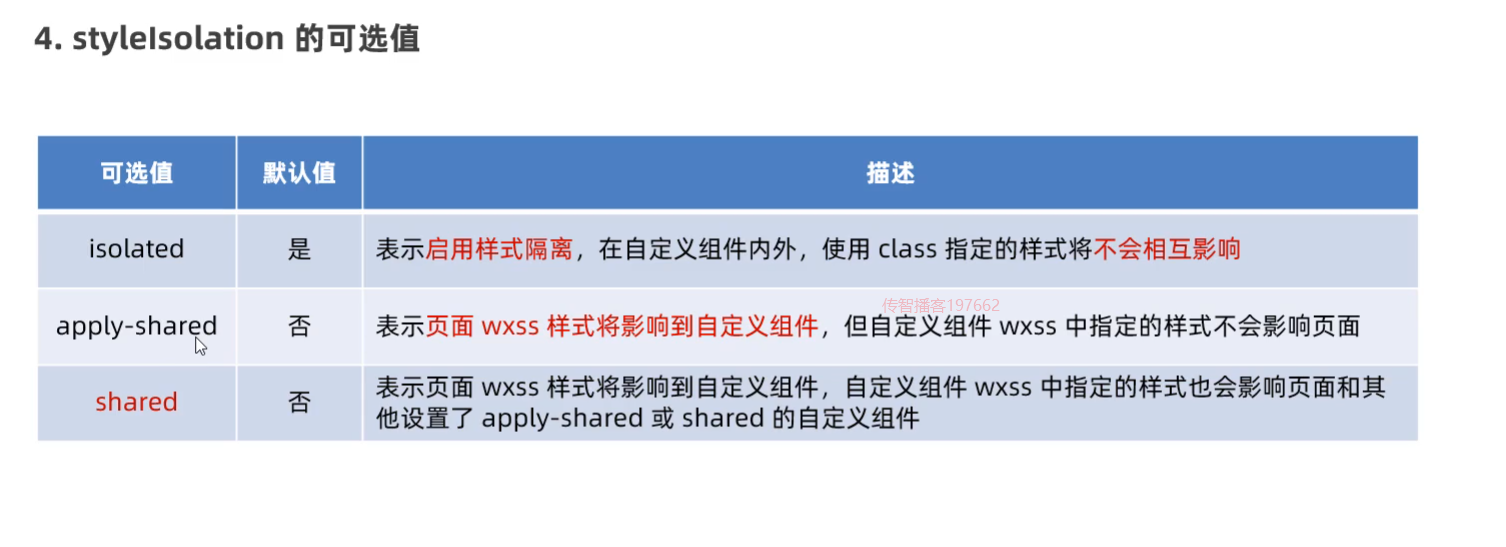 4. styleIsolation 的可选值
可选值 默认值 描述
isolated 是 表示启用样式隔离，在自定义组件内外，使用 class 指定的样式将不会相互影响
传智播客197662
apply-shared 否 表示页面 wxss 样式将影响到自定义组件，但自定义组件 wxss 中指定的样式不会影响页面
shared 否 表示页面 wxss 样式将影响到自定义组件，自定义组件 wxss 中指定的样式也会影响页面和其
他设置了 apply-shared 或 shared 的自定义组件